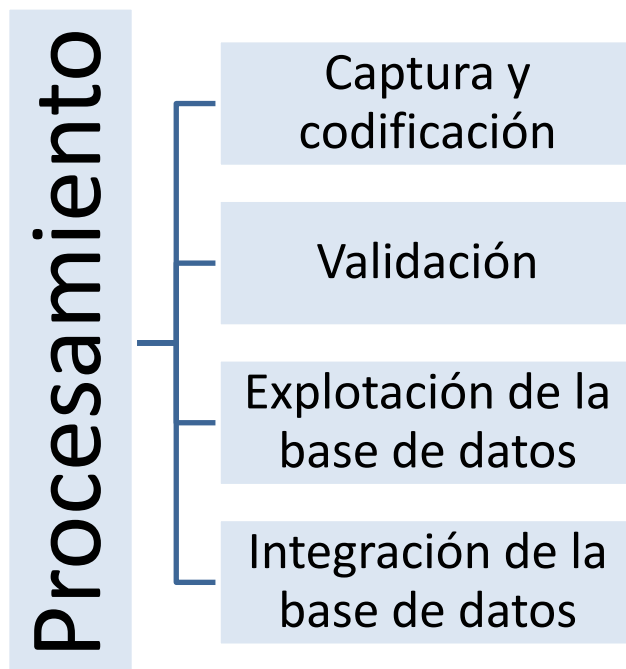 Procesamiento
Captura y
codificación
Validación
Explotación de la
base de datos
Integración de la
base de datos